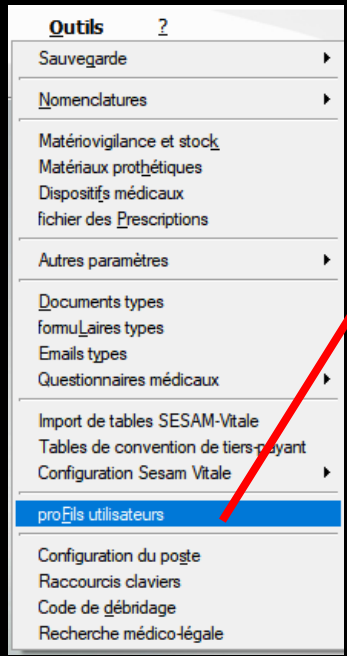 Outils ?
Sauvegarde
Nomenclatures
Matériovigilance et stock
Matériaux prothétiques
Dispositifs médicaux
fichier des Prescriptions
Autres paramètres
Documents types
formuLaires types
Emails types
Questionnaires médicaux
Import de tables SESAM-Vitale
Tables de convention de tiers-payant
Configuration Sesam Vitale
proFils utilisateurs
Configuration du poste
Raccourcis claviers
Code de débridage
Recherche médico-légale